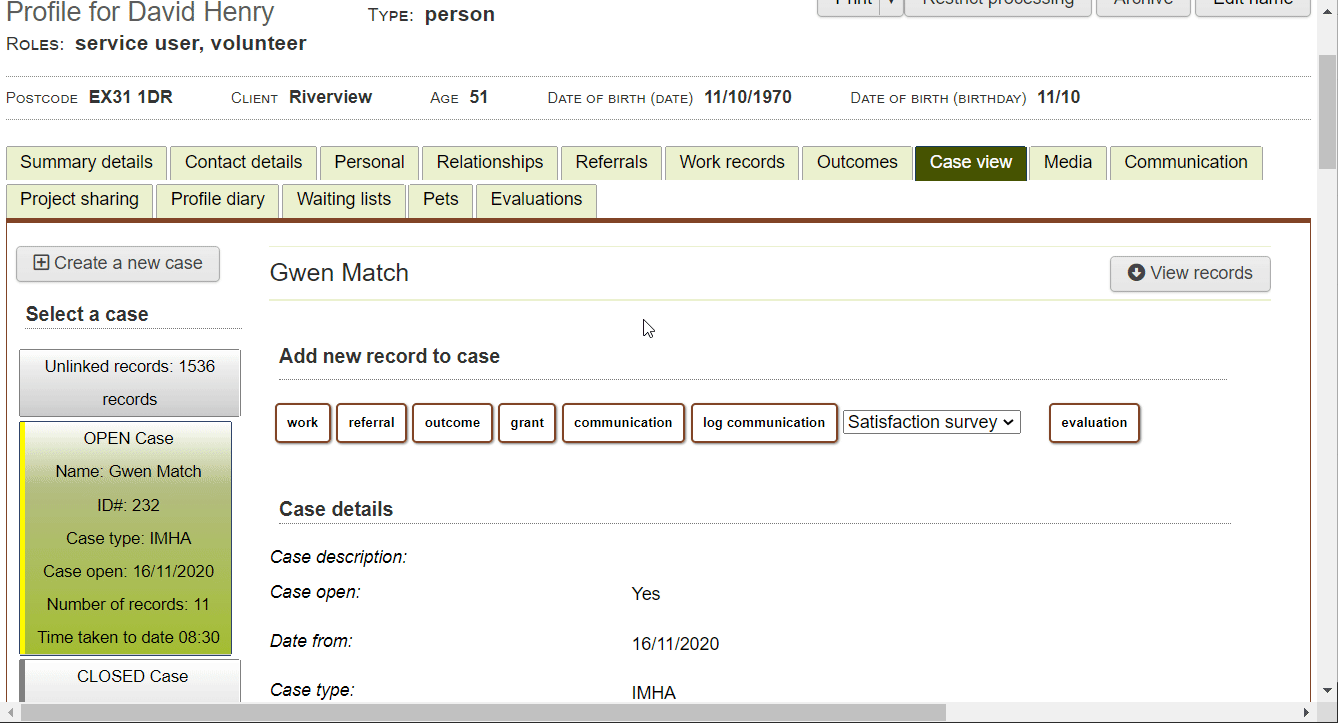 Profile for David Henry
TYPE: person
Print
Restrict processing
Archive
Edit name
ROLES: service user, volunteer
POSTCODE EX31 1DR CLIENT Riverview AGE 51 DATE OF BIRTH (DATE) 11/10/1970 DATE OF BIRTH (BIRTHDAY) 11/10
Summary details Contact details Personal Relationships Referrals Work records Outcomes Case view Media Communication
Project sharing Profile diary Waiting lists Pets Evaluations
Create a new case
Select a case
Unlinked records: 1536
records
OPEN Case
Name: Gwen Match
ID#: 232
Case type: IMHA
Case open: 16/11/2020
Number of records: 11
Time taken to date 08:30
CLOSED Case
Gwen Match
View records
Add new record to case
work referral outcome grant communication log communication Satisfaction survey evaluation
Case details
Case description:
Case open: Yes
Date from: 16/11/2020
Case type: IMHA